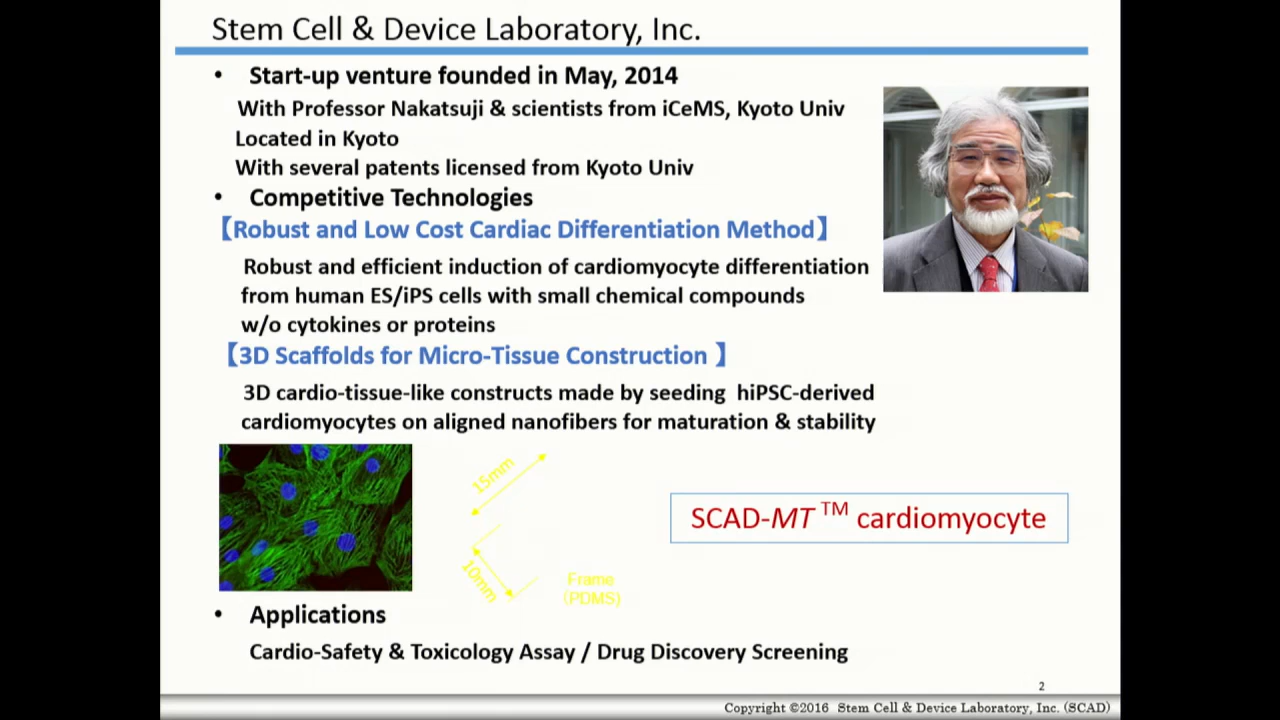 Stem Cell & Device Laboratory, Inc.
• Start-up venture founded in May, 2014
With Professor Nakatsuji & scientists from iCeMS, Kyoto Univ
Located in Kyoto
With several patents licensed from Kyoto Univ
• Competitive Technologies
【Robust and Low Cost Cardiac Differentiation Method】
Robust and efficient induction of cardiomyocyte differentiation
from human ES/iPS cells with small chemical compounds
w/o cytokines or proteins
【3D Scaffolds for Micro-Tissue Construction 】
3D cardio-tissue-like constructs made by seeding hiPSC-derived
cardiomyocytes on aligned nanofibers for maturation & stability
15mm
10mm
Frame
(PDMS)
SCAD-MT TM cardiomyocyte
• Applications
Cardio-Safety & Toxicology Assay / Drug Discovery Screening
2
Copyright ©2016 Stem Cell & Device Laboratory, Inc. (SCAD)